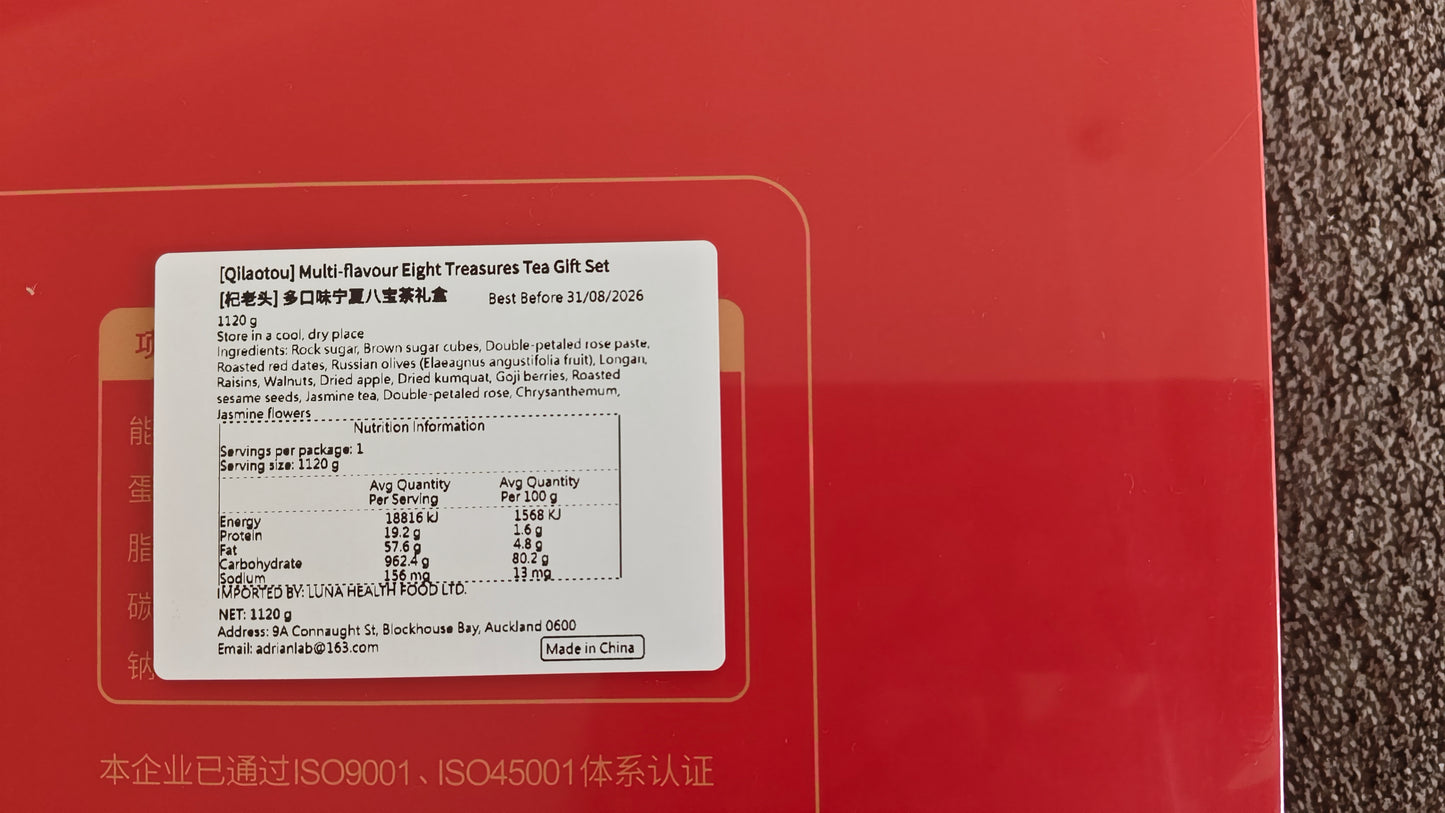 [Qilaotou] Multi-flavour Eight Treasures Tea Gift Set
[杞老头] 多口味宁夏八宝茶礼盒 Best Before 31/08/2026
1120 g
Store in a cool, dry place
Ingredients: Rock sugar, Brown sugar cubes, Double-petaled rose paste,
Roasted red dates, Russian olives (Elaeagnus angustifolia fruit), Longan,
Raisins, Walnuts, Dried apple, Dried kumquat, Goji berries, Roasted
sesame seeds, Jasmine tea, Double-petaled rose, Chrysanthemum,
Jasmine flowers
Nutrition Information
Servings per package: 1
Serving size: 1120 g
Avg Quantity Avg Quantity
Per Serving Per 100 g
Energy 18816 kJ 1568 KJ
Protein 19.2 g 1.6 g
Fat 57.6 g 4.8 g
Carbohydrate 962.4 g 80.2 g
Sodium 156 mg 13 mg
IMPORTED BY: LUNA HEALTH FOOD LTD.
NET: 1120 g
Address: 9A Connaught St, Blockhouse Bay, Auckland 0600
Email: adrianlab@163.com Made in China
项
能
蛋
脂
碳
钠
本企业已通过ISO9001、ISO45001体系认证